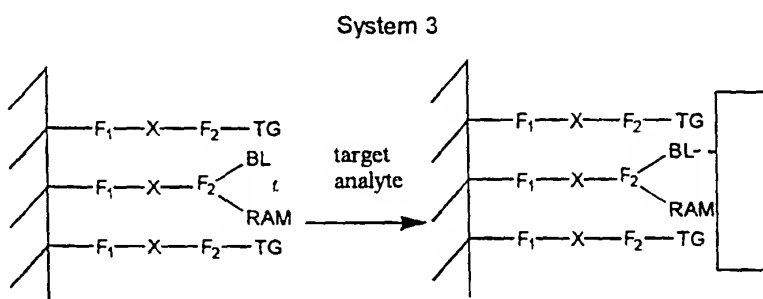 System 3
F₁—X—F₂—TG
BL
F₁—X—F₂
RAM
F₁—X—F₂—TG
target
analyte
F₁—X—F₂—TG
BL
F₁—X—F₂
RAM
F₁—X—F₂—TG